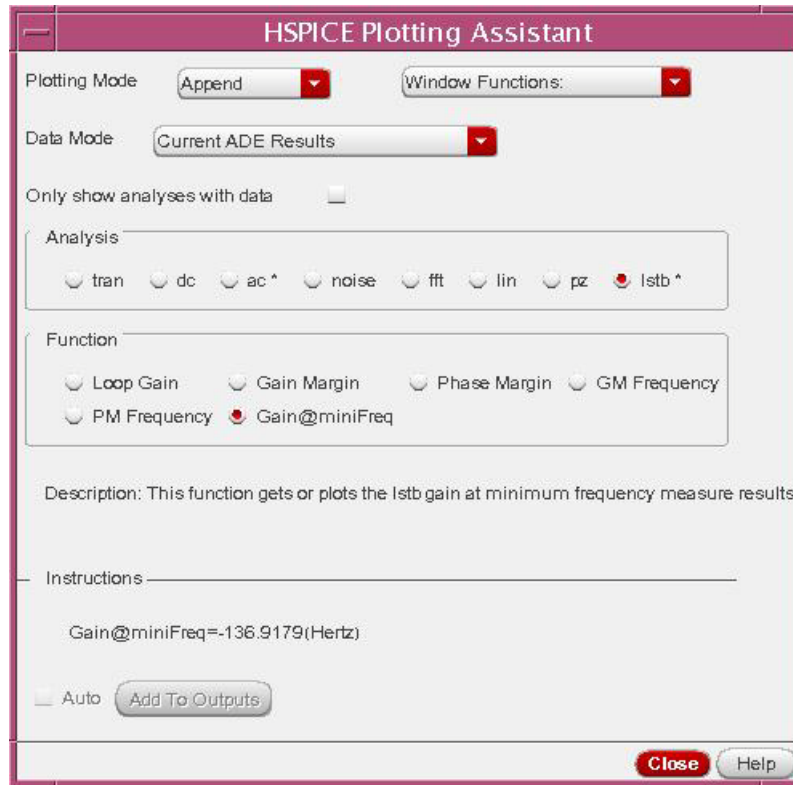 HSPICE Plotting Assistant
Plotting Mode Append Window Functions:
Data Mode Current ADE Results
Only show analyses with data
Analysis
tran dc ac * noise fft lin pz lstb *
Function
Loop Gain Gain Margin Phase Margin GM Frequency
PM Frequency Gain@miniFreq
Description: This function gets or plots the lstb gain at minimum frequency measure results
Instructions
Gain@miniFreq=-136.9179(Hertz)
Auto Add To Outputs
Close Help